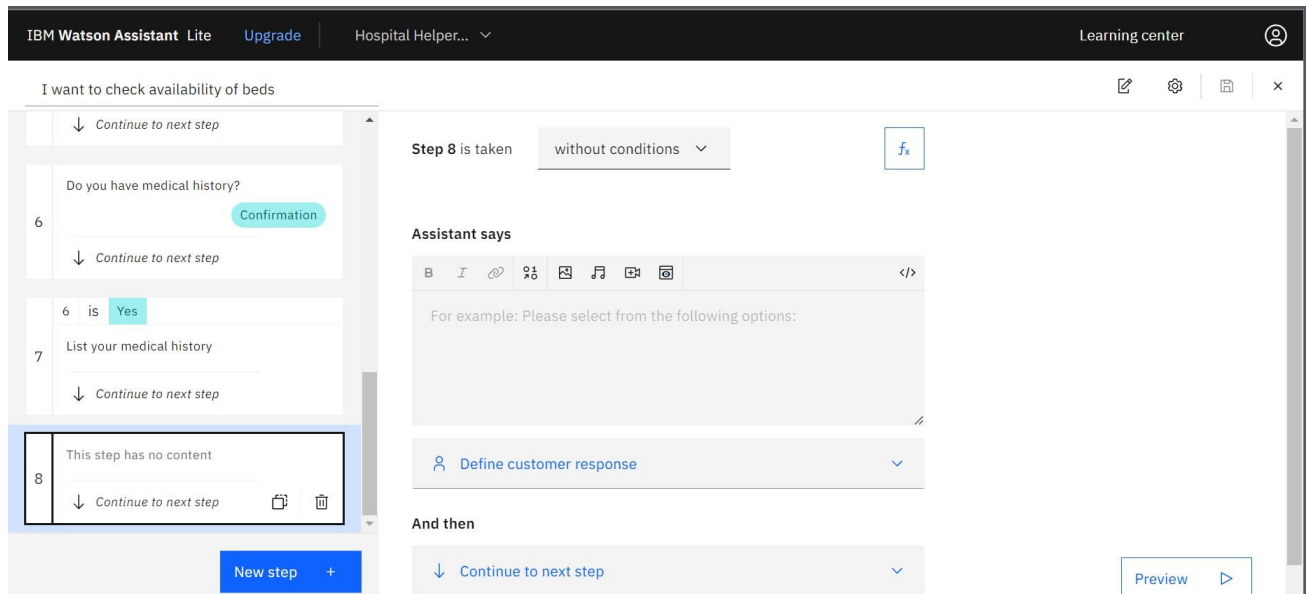 IBM Watson Assistant Lite Upgrade Hospital Helper... Learning center
I want to check availability of beds
Continue to next step
6
Do you have medical history?
Confirmation
Continue to next step
7
6 is Yes
List your medical history
Continue to next step
8
This step has no content
Continue to next step
New step +
Step 8 is taken without conditions fx
Assistant says
B I </>
For example: Please select from the following options:
Define customer response
And then
Continue to next step
Preview